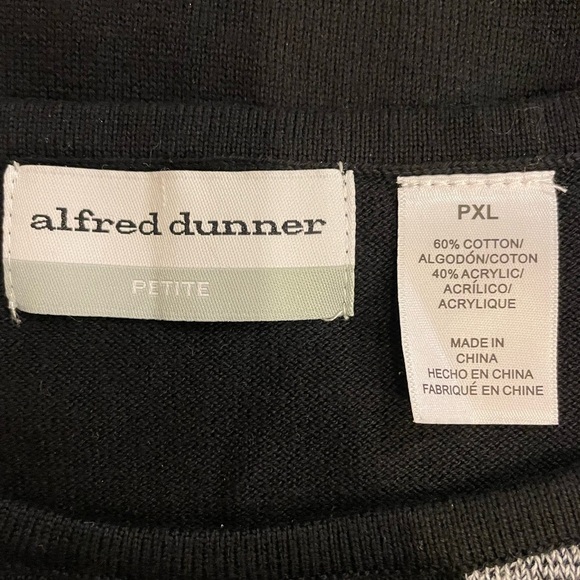 alfred dunner
PETITE
PXL
60% COTTON/
ALGODÓN/COTON
40% ACRYLIC/
ACRÍLICO/
ACRYLIQUE
MADE IN
CHINA
HECHO EN CHINA
FABRIQUÉ EN CHINE